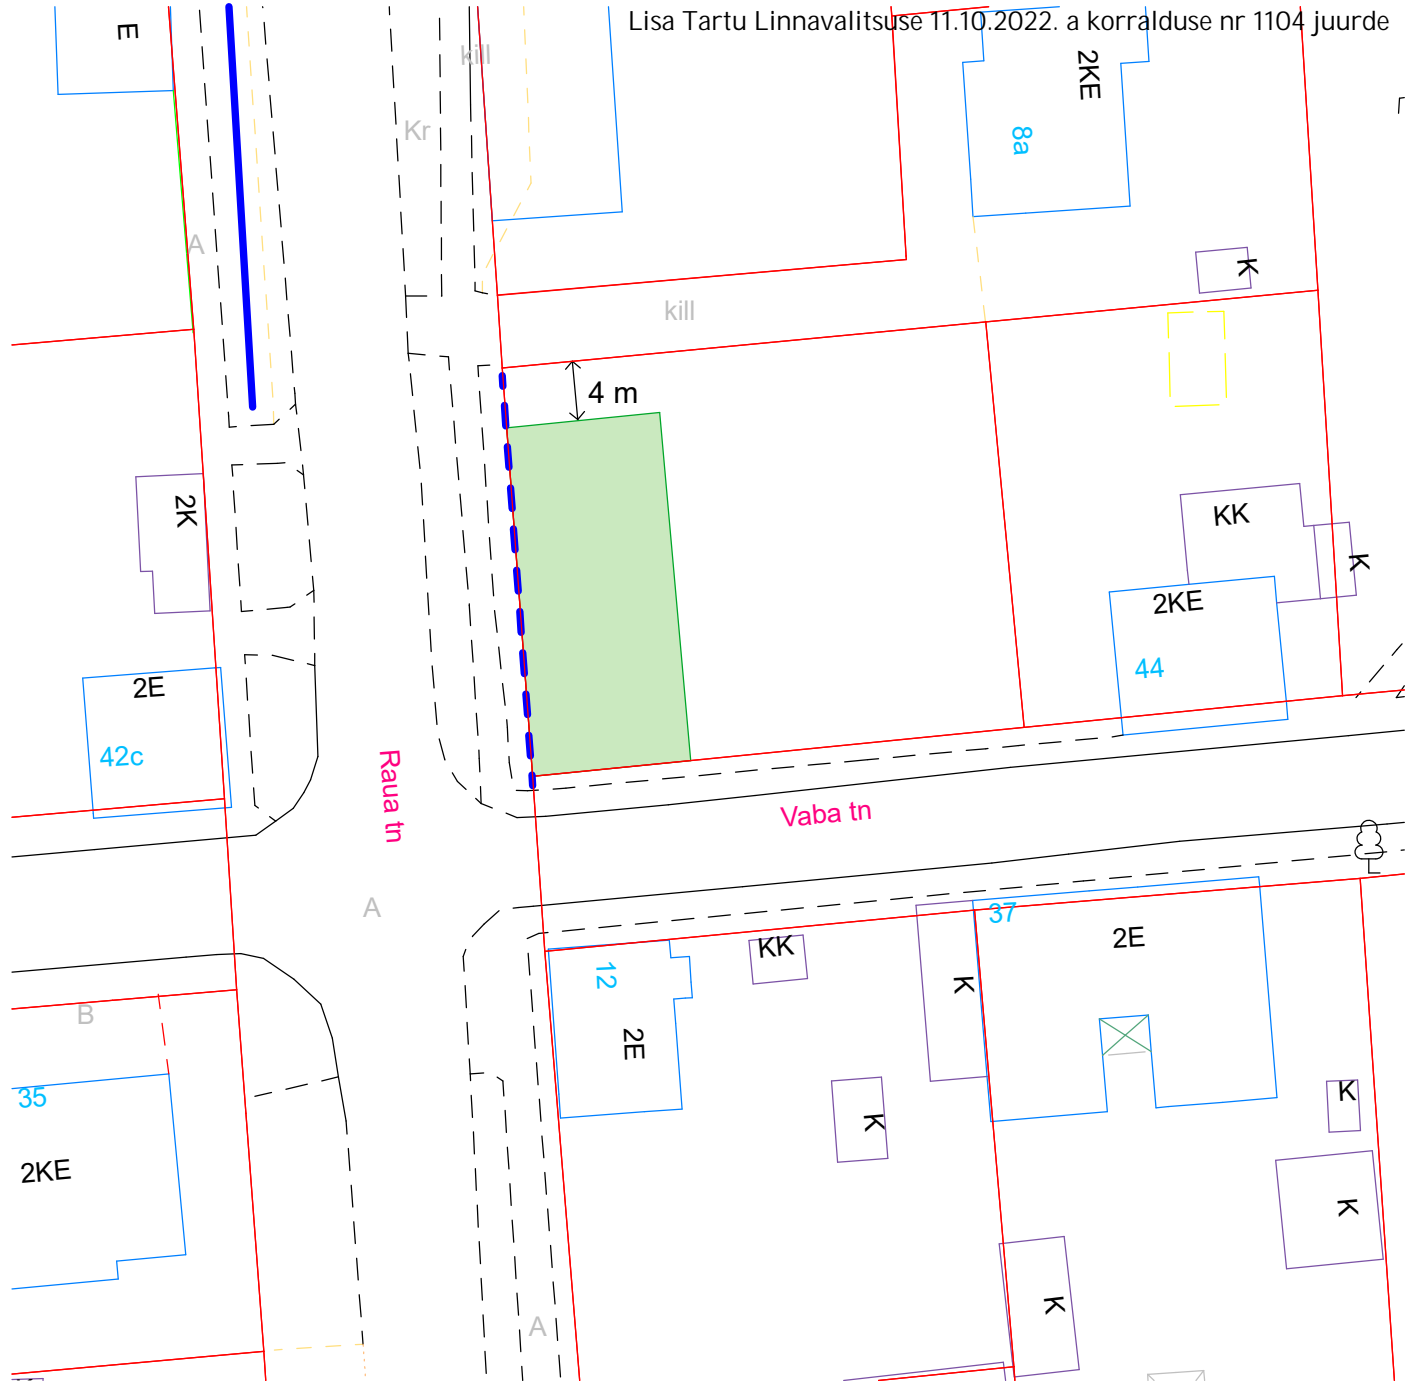 Lisa Tartu Linnavalitsuse 11.10.2022. a korralduse nr 1104 juurde
E
kill
2KE
Kr
8a
A
K
kill
4 m
2K
KK
K
2KE
2E
44
42c
Raua tn
Vaba tn
A
37
2E
KK
12
K
B
2E
35
K
K
2KE
K
K
A